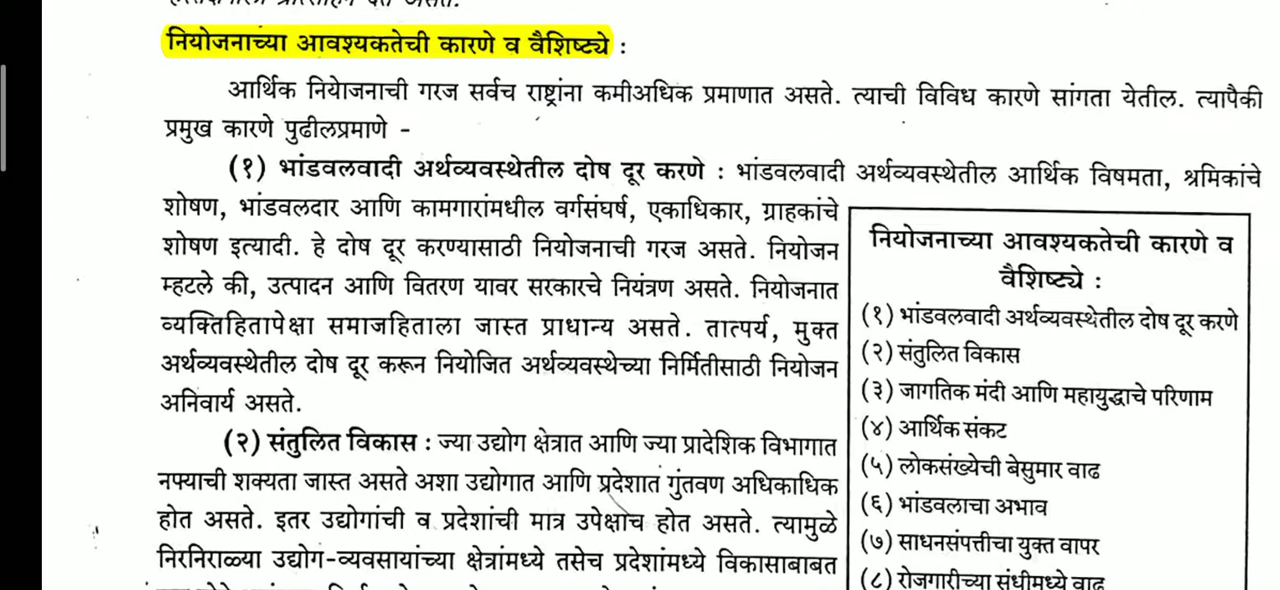 नियोजनाच्या आवश्यकतेची कारणे व वैशिष्ट्ये :
आर्थिक नियोजनाची गरज सर्वच राष्ट्रांना कमीअधिक प्रमाणात असते. त्याची विविध कारणे सांगता येतील. त्यापैकी
प्रमुख कारणे पुढीलप्रमाणे -
(१) भांडवलवादी अर्थव्यवस्थेतील दोष दूर करणे : भांडवलवादी अर्थव्यवस्थेतील आर्थिक विषमता, श्रमिकांचे
शोषण, भांडवलदार आणि कामगारांमधील वर्गसंघर्ष, एकाधिकार, ग्राहकांचे
शोषण इत्यादी. हे दोष दूर करण्यासाठी नियोजनाची गरज असते. नियोजन
म्हटले की, उत्पादन आणि वितरण यावर सरकारचे नियंत्रण असते. नियोजनात
व्यक्तिहितापेक्षा समाजहिताला जास्त प्राधान्य असते. तात्पर्य, मुक्त
अर्थव्यवस्थेतील दोष दूर करून नियोजित अर्थव्यवस्थेच्या निर्मितीसाठी नियोजन
अनिवार्य असते.
(२) संतुलित विकास : ज्या उद्योग क्षेत्रात आणि ज्या प्रादेशिक विभागात
नफ्याची शक्यता जास्त असते अशा उद्योगात आणि प्रदेशात गुंतवण अधिकाधिक
होत असते. इतर उद्योगांची व प्रदेशांची मात्र उपेक्षाच होत असते. त्यामुळे
निरनिराळ्या उद्योग-व्यवसायांच्या क्षेत्रांमध्ये तसेच प्रदेशांमध्ये विकासाबाबत
नियोजनाच्या आवश्यकतेची कारणे व
वैशिष्ट्ये :
(१) भांडवलवादी अर्थव्यवस्थेतील दोष दूर करणे
(२) संतुलित विकास
(३) जागतिक मंदी आणि महायुद्धाचे परिणाम
(४) आर्थिक संकट
(५) लोकसंख्येची बेसुमार वाढ
(६) भांडवलाचा अभाव
(७) साधनसंपत्तीचा युक्त वापर
(८) रोजगारीच्या संधीमध्ये वाढ